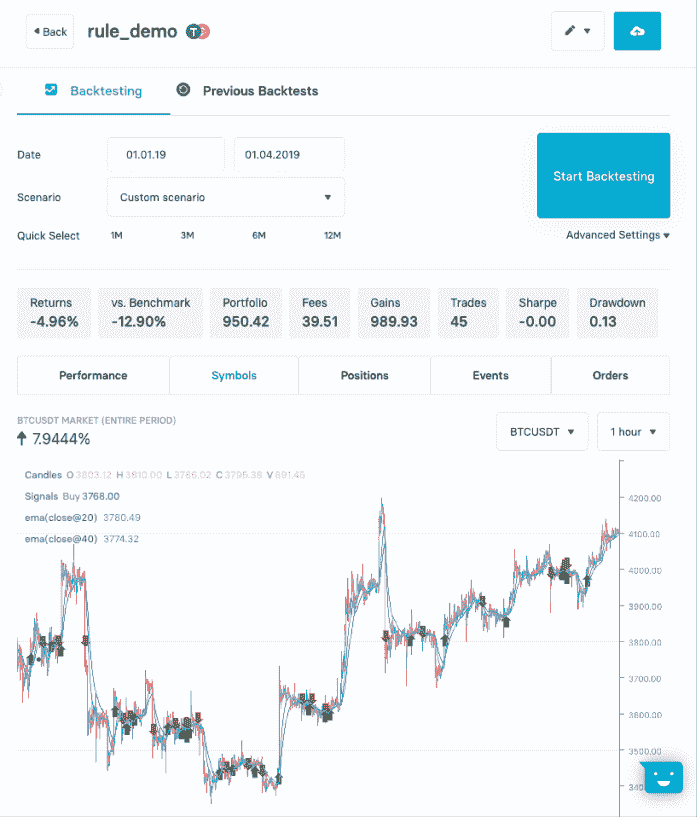 Back rule_demo
Backtesting Previous Backtests
Date 01.01.19 01.04.2019
Start Backtesting
Scenario Custom scenario
Quick Select 1M 3M 6M 12M
Advanced Settings
Returns vs. Benchmark Portfolio Fees Gains Trades Sharpe Drawdown
-4.96% -12.90% 950.42 39.51 989.93 45 -0.00 0.13
Performance Symbols Positions Events Orders
BTCUSDT MARKET (ENTIRE PERIOD)
7.9444%
BTCUSDT 1 hour
Candles O 3803.12 H 3810.00 L 3765.02 C 3795.38 V 891.45
Signals Buy 3768.00
ema(close@20) 3780.49
ema(close@40) 3774.32
4200.00
4100.00
4000.00
3900.00
3800.00
3700.00
3600.00
3500.00